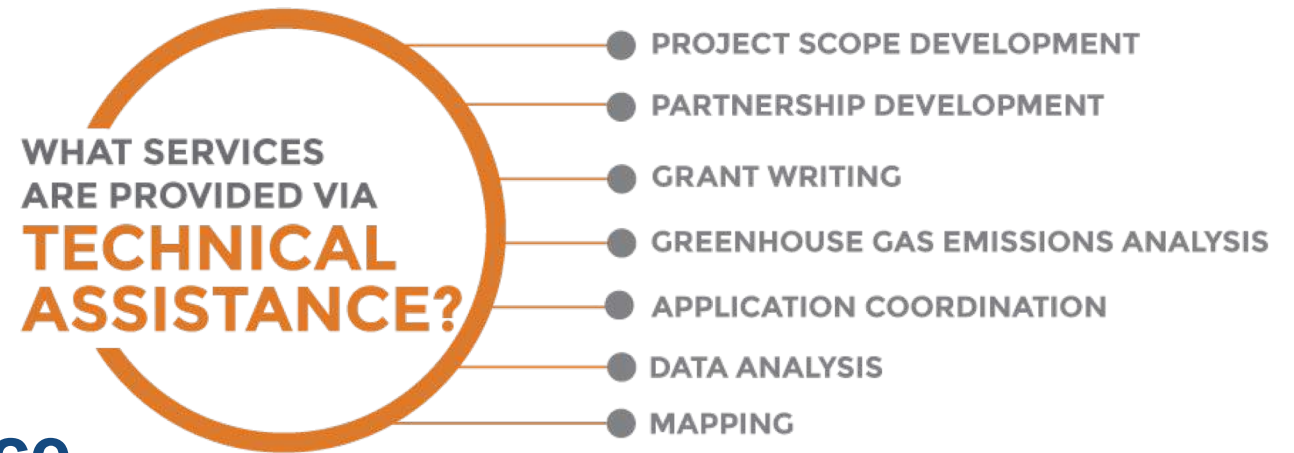 WHAT SERVICES
ARE PROVIDED VIA
TECHNICAL
ASSISTANCE?
PROJECT SCOPE DEVELOPMENT
PARTNERSHIP DEVELOPMENT
GRANT WRITING
GREENHOUSE GAS EMISSIONS ANALYSIS
APPLICATION COORDINATION
DATA ANALYSIS
MAPPING